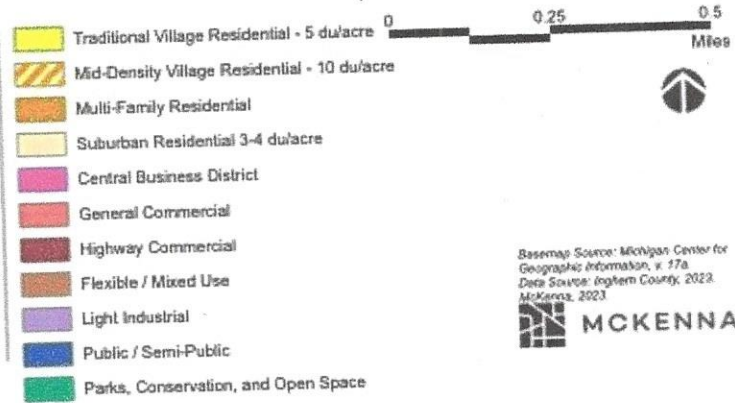 Traditional Village Residential - 5 du/acre
Mid-Density Village Residential - 10 du/acre
Multi-Family Residential
Suburban Residential 3-4 du/acre
Central Business District
General Commercial
Highway Commercial
Flexible / Mixed Use
Light Industrial
Public / Semi-Public
Parks, Conservation, and Open Space
0 0.25 0.5
Miles
Basemap Source: Michigan Center for
Geographic Information, v. 17a.
Data Source: Ingham County, 2023.
McKenna, 2023.
MCKENNA